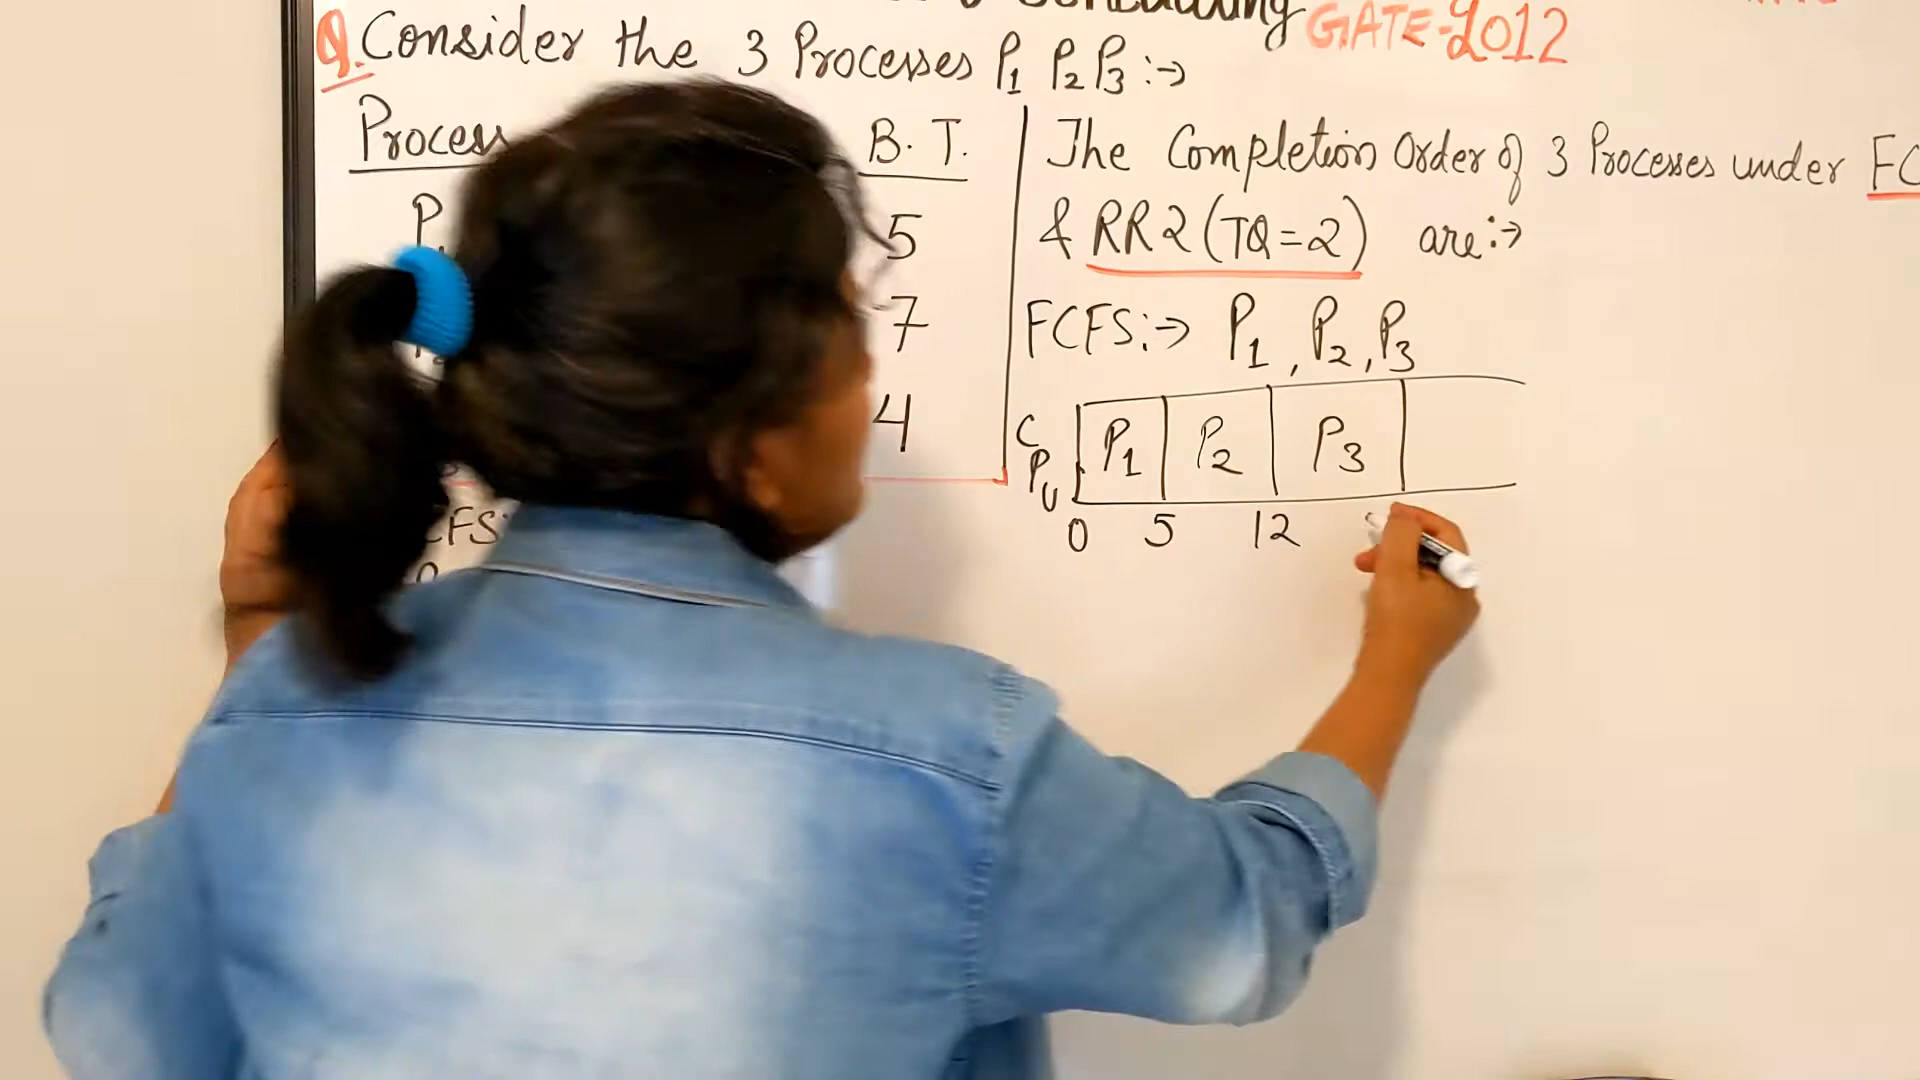 GATE-2012
Q. Consider the 3 Processes P1 P2 P3 :→
Process B. T.
P 5
7
4
The Completion Order of 3 Processes under FC
& RR2 (TQ=2) are:→
FCFS:→ P1, P2, P3
CPU P1 P2 P3
0 5 12
CFS: